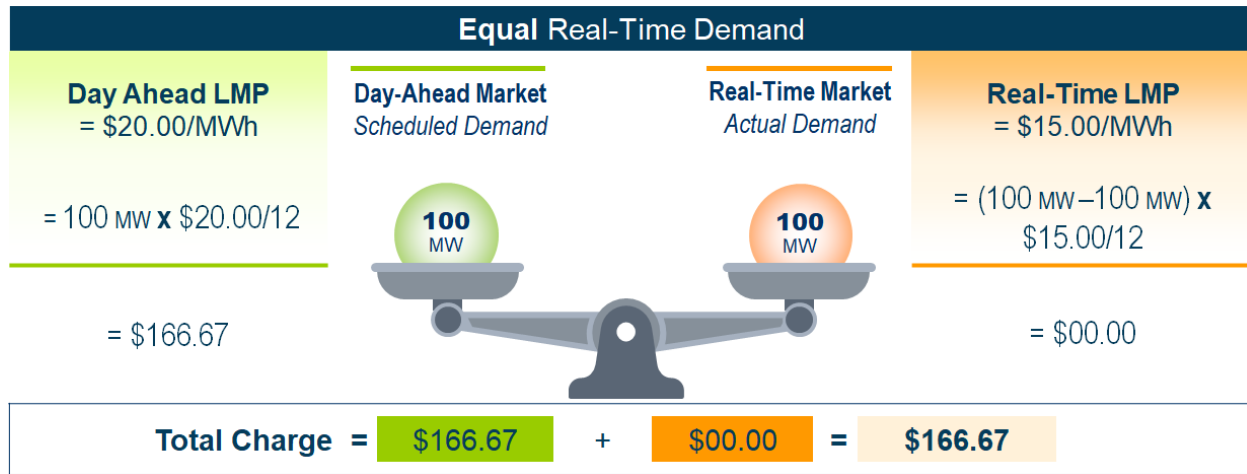 Equal Real-Time Demand
Day Ahead LMP
= $20.00/MWh
= 100 MW x $20.00/12
= $166.67
Day-Ahead Market
Scheduled Demand
100
MW
Real-Time Market
Actual Demand
100
MW
Real-Time LMP
= $15.00/MWh
= (100 MW –100 MW) x
$15.00/12
= $00.00
Total Charge = $166.67 + $00.00 = $166.67